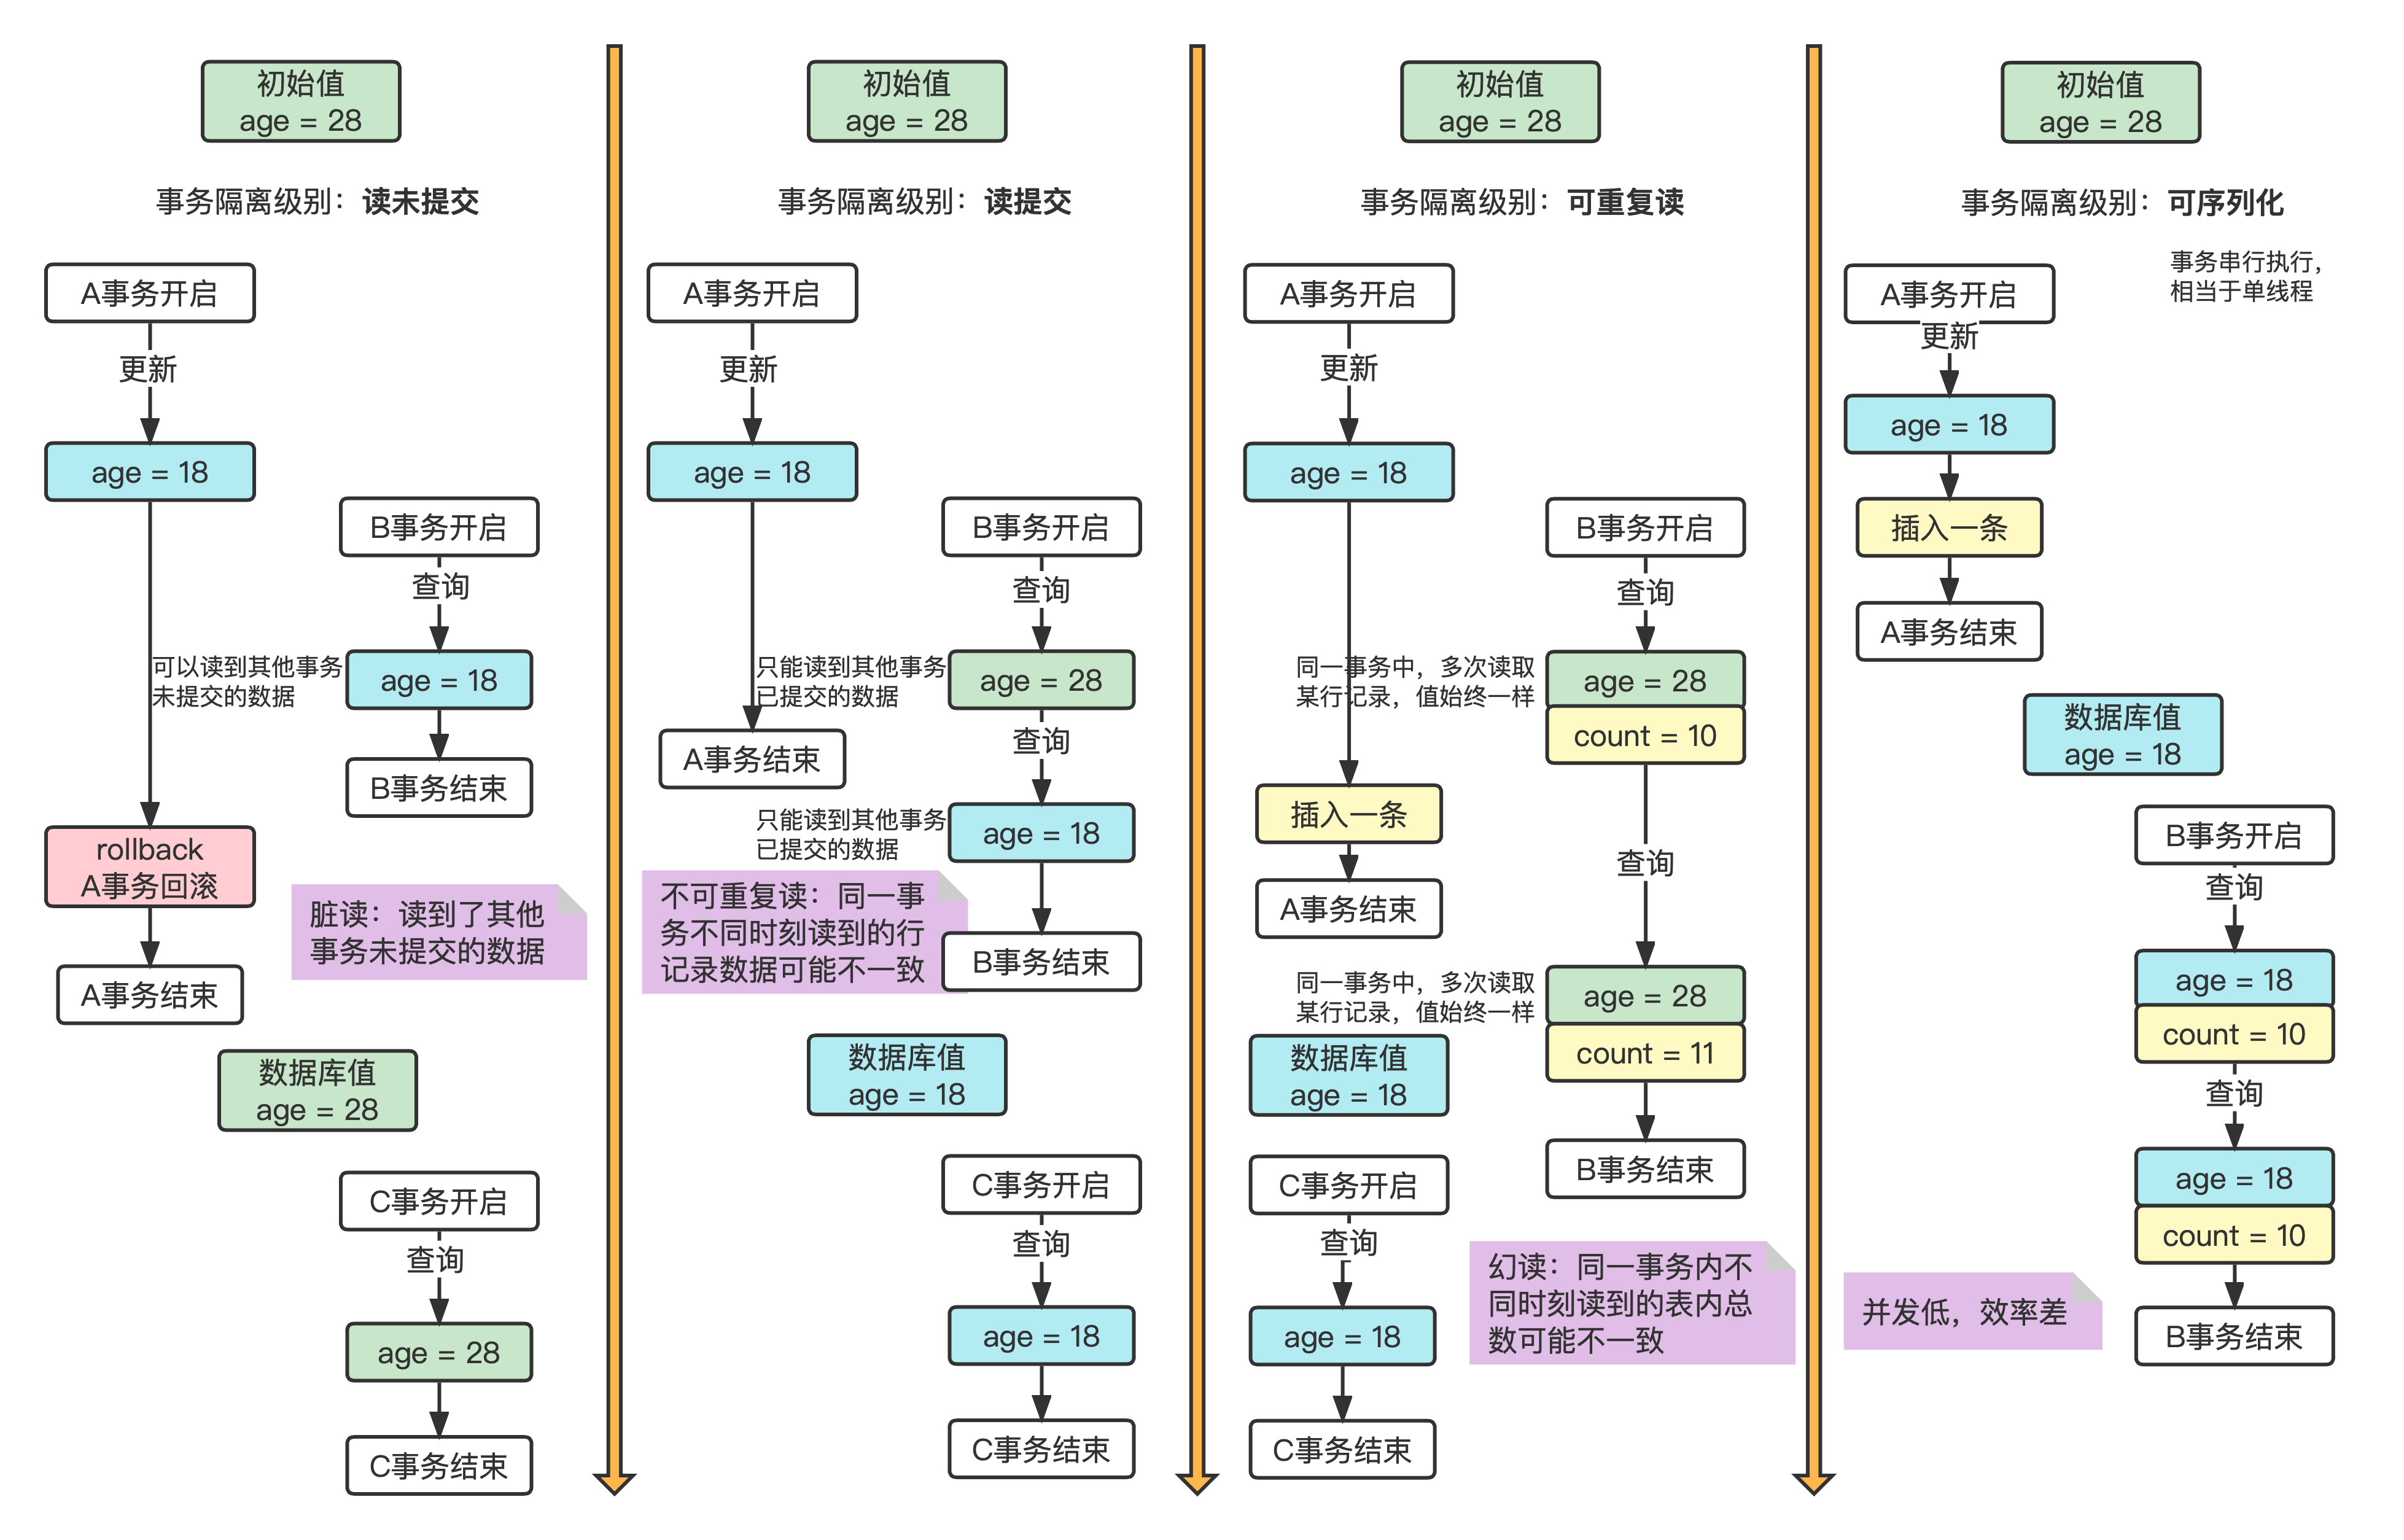 初始值
age = 28
事务隔离级别：读未提交
A事务开启
更新
age = 18
B事务开启
查询
可以读到其他事务
未提交的数据
age = 18
B事务结束
rollback
A事务回滚
脏读：读到了其他
事务未提交的数据
A事务结束
数据库值
age = 28
C事务开启
查询
age = 28
C事务结束
初始值
age = 28
事务隔离级别：读提交
A事务开启
更新
age = 18
B事务开启
查询
只能读到其他事务
已提交的数据
age = 28
A事务结束
查询
只能读到其他事务
已提交的数据
age = 18
不可重复读：同一事
务不同时刻读到的行
记录数据可能不一致
B事务结束
数据库值
age = 18
C事务开启
查询
age = 18
C事务结束
初始值
age = 28
事务隔离级别：可重复读
A事务开启
更新
age = 18
B事务开启
查询
同一事务中，多次读取
某行记录，值始终一样
age = 28
count = 10
插入一条
A事务结束
查询
同一事务中，多次读取
某行记录，值始终一样
age = 28
count = 11
B事务结束
数据库值
age = 18
C事务开启
查询
age = 18
C事务结束
幻读：同一事务内不
同时刻读到的表内总
数可能不一致
初始值
age = 28
事务隔离级别：可序列化
事务串行执行，
相当于单线程
A事务开启
更新
age = 18
插入一条
A事务结束
数据库值
age = 18
B事务开启
查询
age = 18
count = 10
查询
age = 18
count = 10
B事务结束
并发低，效率差